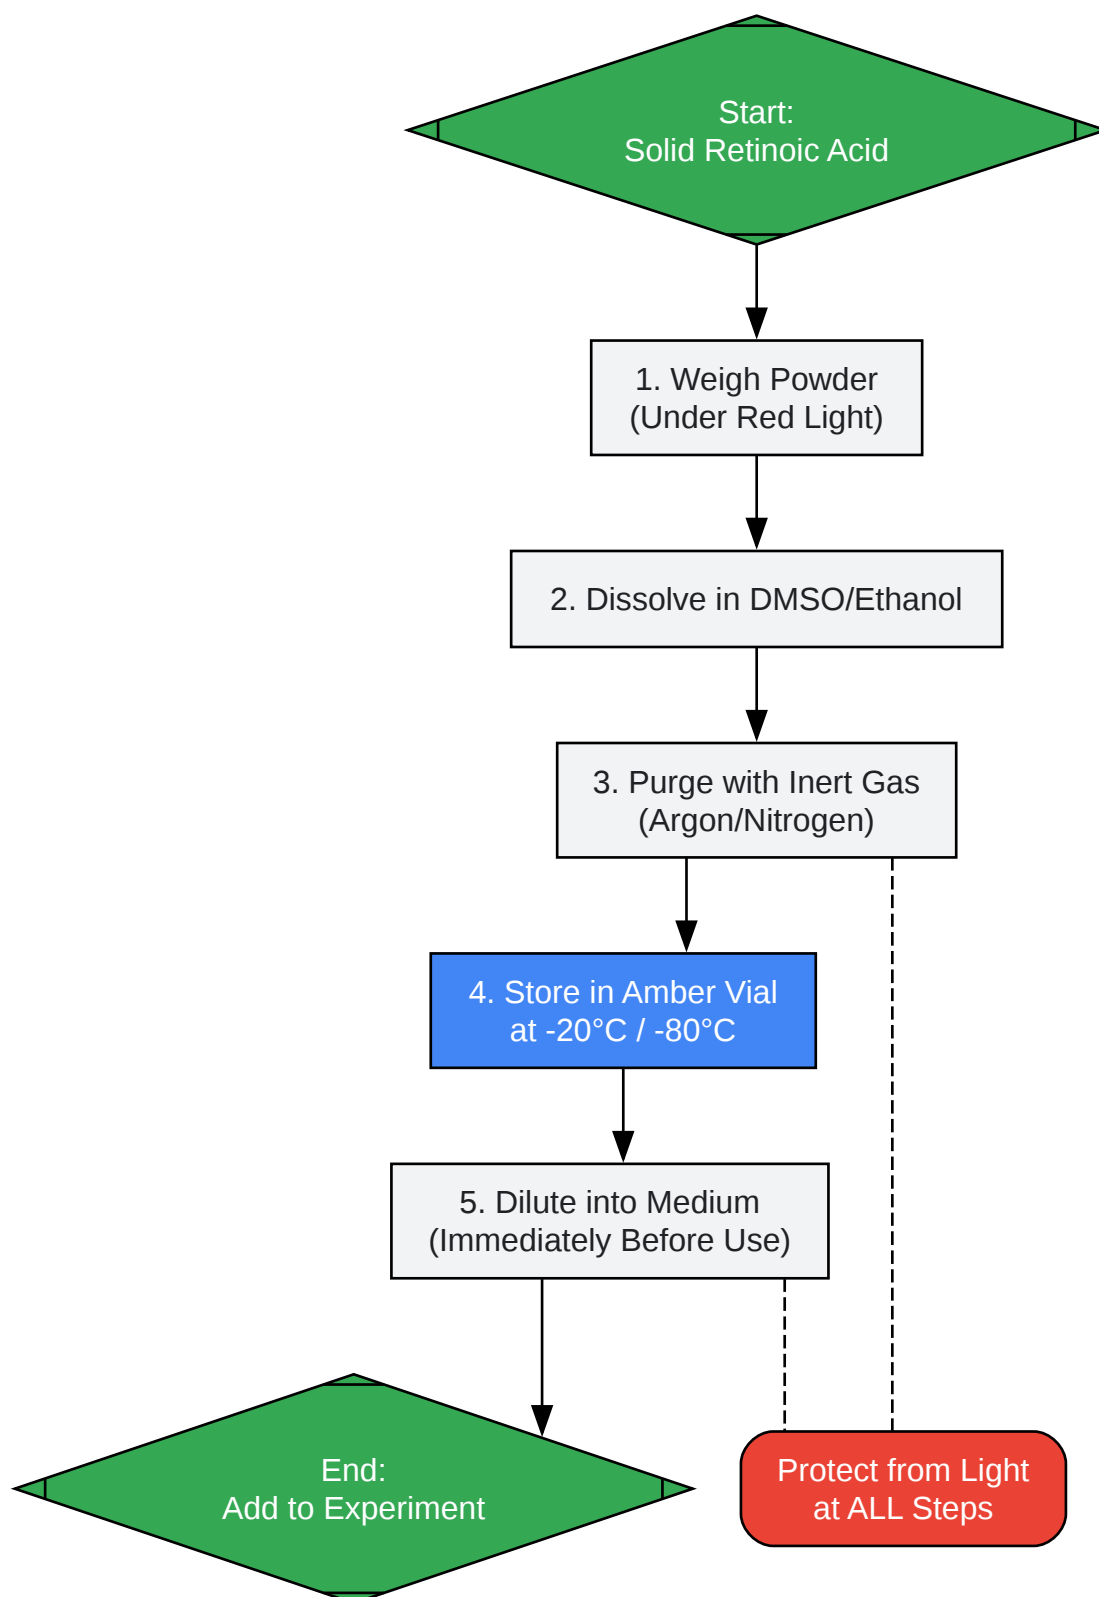 Start:
Solid Retinoic Acid
1. Weigh Powder
(Under Red Light)
2. Dissolve in DMSO/Ethanol
3. Purge with Inert Gas
(Argon/Nitrogen)
4. Store in Amber Vial
at -20°C / -80°C
5. Dilute into Medium
(Immediately Before Use)
End:
Add to Experiment
Protect from Light
at ALL Steps